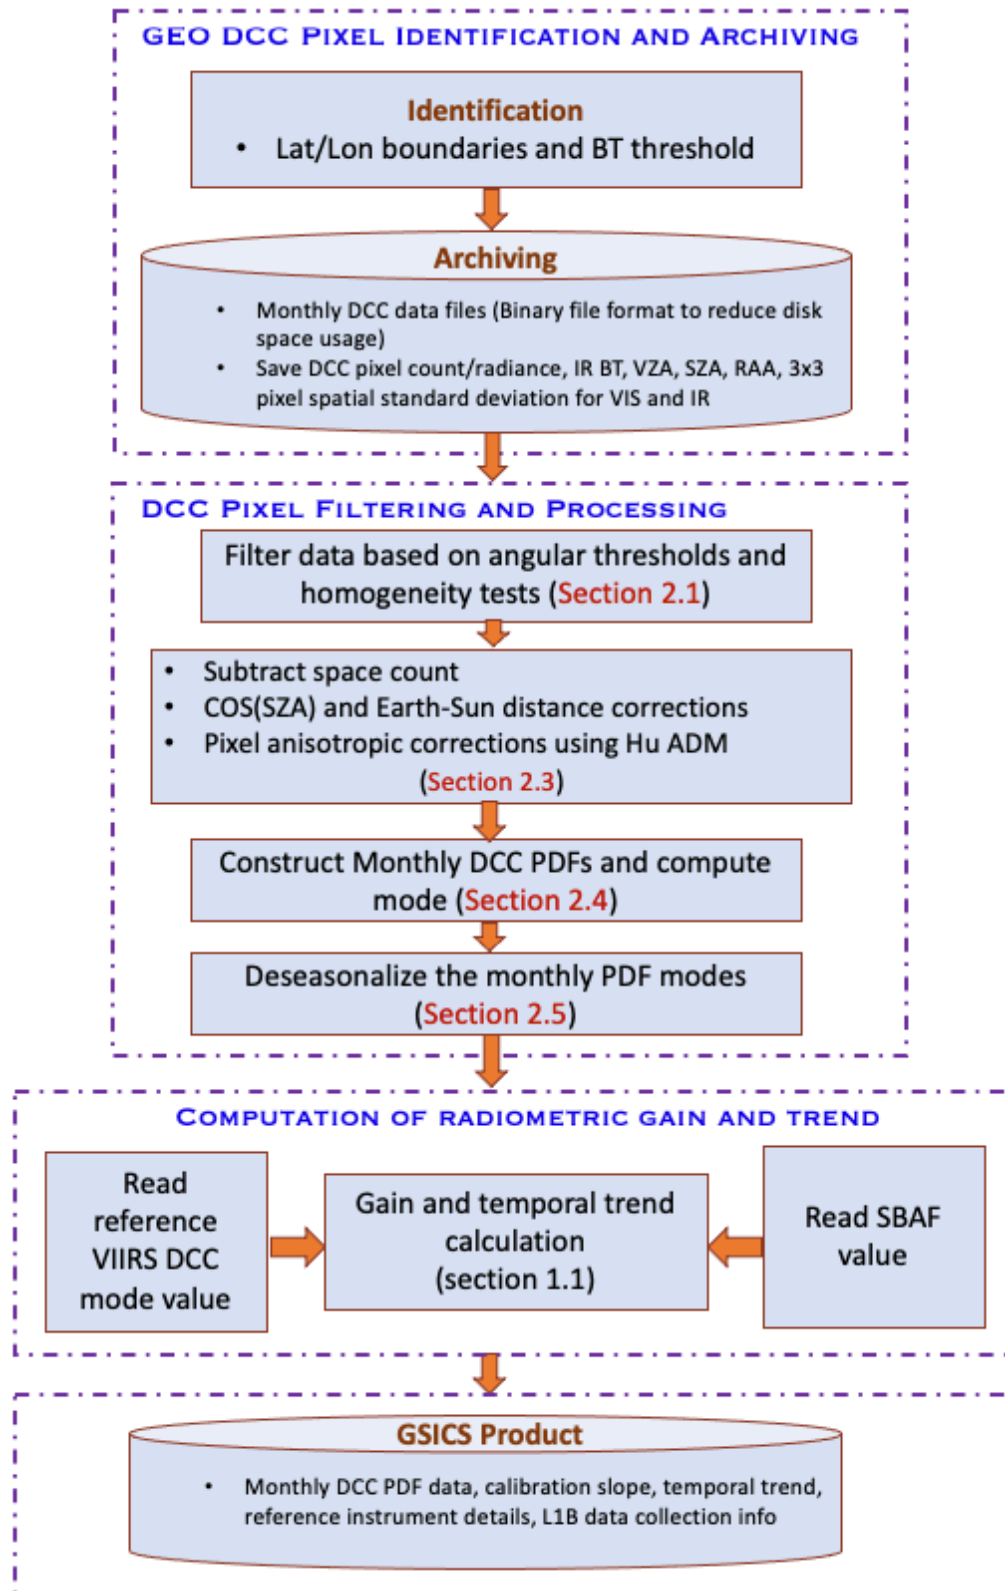 GEO DCC PIXEL IDENTIFICATION AND ARCHIVING
Identification
• Lat/Lon boundaries and BT threshold
Archiving
• Monthly DCC data files (Binary file format to reduce disk
space usage)
• Save DCC pixel count/radiance, IR BT, VZA, SZA, RAA, 3x3
pixel spatial standard deviation for VIS and IR
DCC PIXEL FILTERING AND PROCESSING
Filter data based on angular thresholds and
homogeneity tests (Section 2.1)
• Subtract space count
• COS(SZA) and Earth-Sun distance corrections
• Pixel anisotropic corrections using Hu ADM
(Section 2.3)
Construct Monthly DCC PDFs and compute
mode (Section 2.4)
Deseasonalize the monthly PDF modes
(Section 2.5)
COMPUTATION OF RADIOMETRIC GAIN AND TREND
Read
reference
VIIRS DCC
mode value
Gain and temporal trend
calculation
(section 1.1)
Read SBAF
value
GSICS Product
• Monthly DCC PDF data, calibration slope, temporal trend,
reference instrument details, L1B data collection info